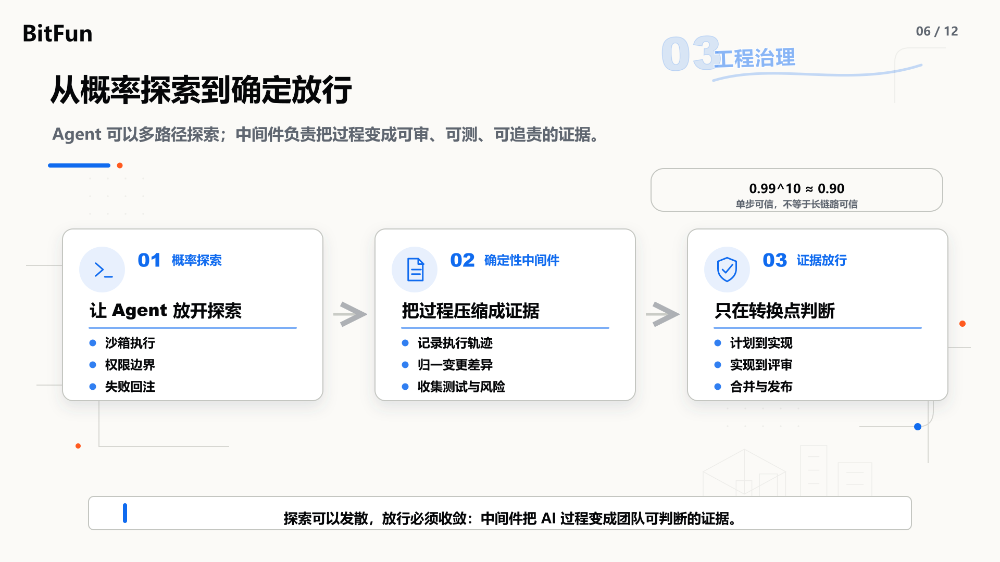 BitFun
06 / 12
03 工程治理
从概率探索到确定放行
Agent 可以多路径探索；中间件负责把过程变成可审、可测、可追责的证据。
0.99^10 ≈ 0.90
单步可信，不等于长链路可信
01 概率探索
让 Agent 放开探索
沙箱执行
权限边界
失败回注
02 确定性中间件
把过程压缩成证据
记录执行轨迹
归一变更差异
收集测试与风险
03 证据放行
只在转换点判断
计划到实现
实现到评审
合并与发布
探索可以发散，放行必须收敛：中间件把 AI 过程变成团队可判断的证据。